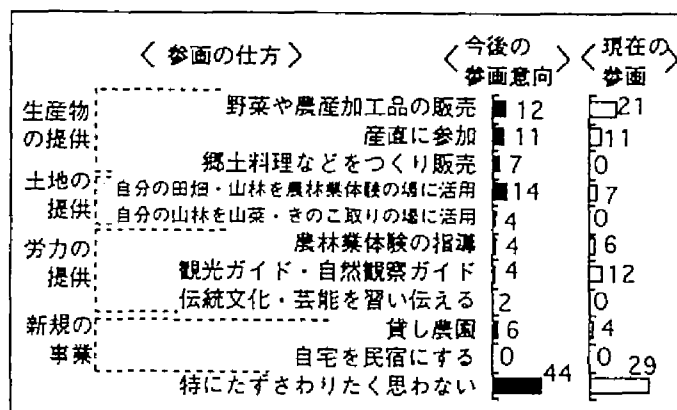 〈 参画の仕方 〉 〈 今後の参画意向 〉 〈 現在の参画 〉
生産物の提供
野菜や農産加工品の販売 12 21
産直に参加 11 11
郷土料理などをつくり販売 7 0
土地の提供
自分の田畑・山林を農林業体験の場に活用 14 7
自分の山林を山菜・きのこ取りの場に活用 4 0
労力の提供
農林業体験の指導 4 6
観光ガイド・自然観察ガイド 4 12
伝統文化・芸能を習い伝える 2 0
新規の事業
貸し農園 6 4
自宅を民宿にする 0 0
特にたずさわりたく思わない 44 29